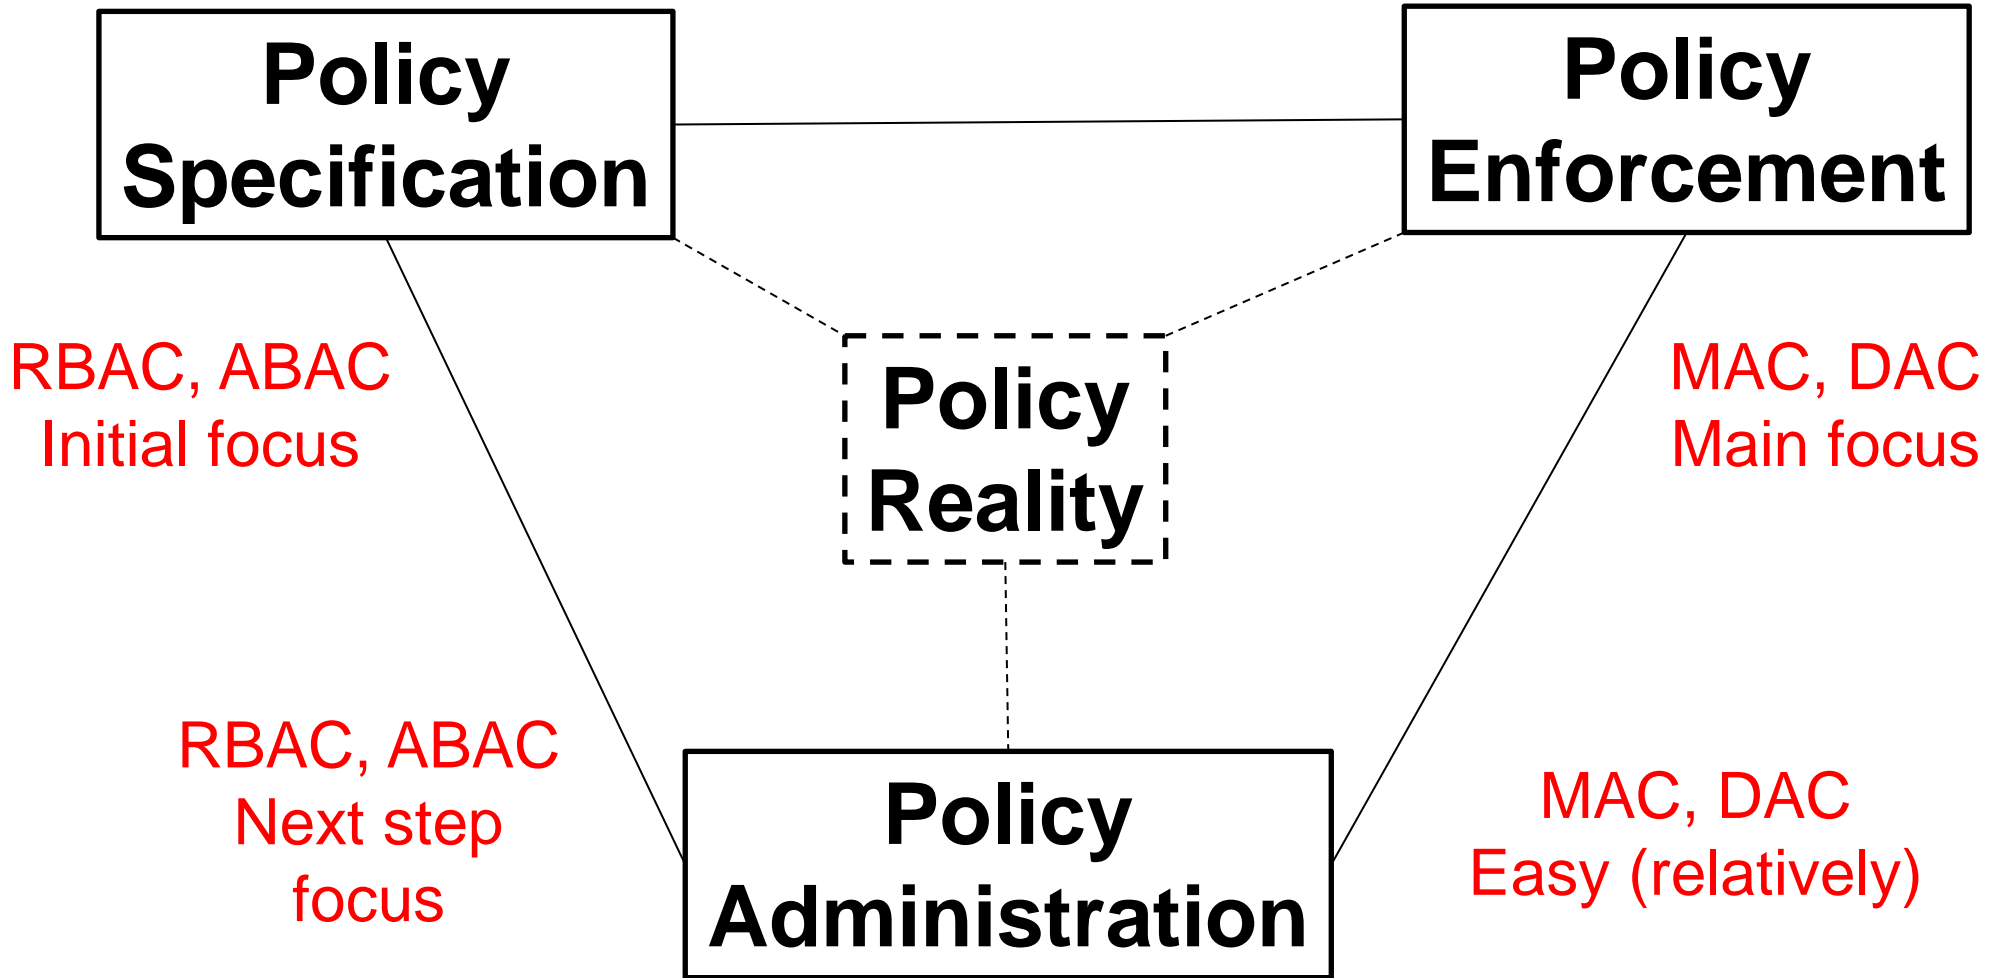 Policy
Specification
Policy
Enforcement
RBAC, ABAC
Initial focus
Policy
Reality
MAC, DAC
Main focus
RBAC, ABAC
Next step
focus
Policy
Administration
MAC, DAC
Easy (relatively)